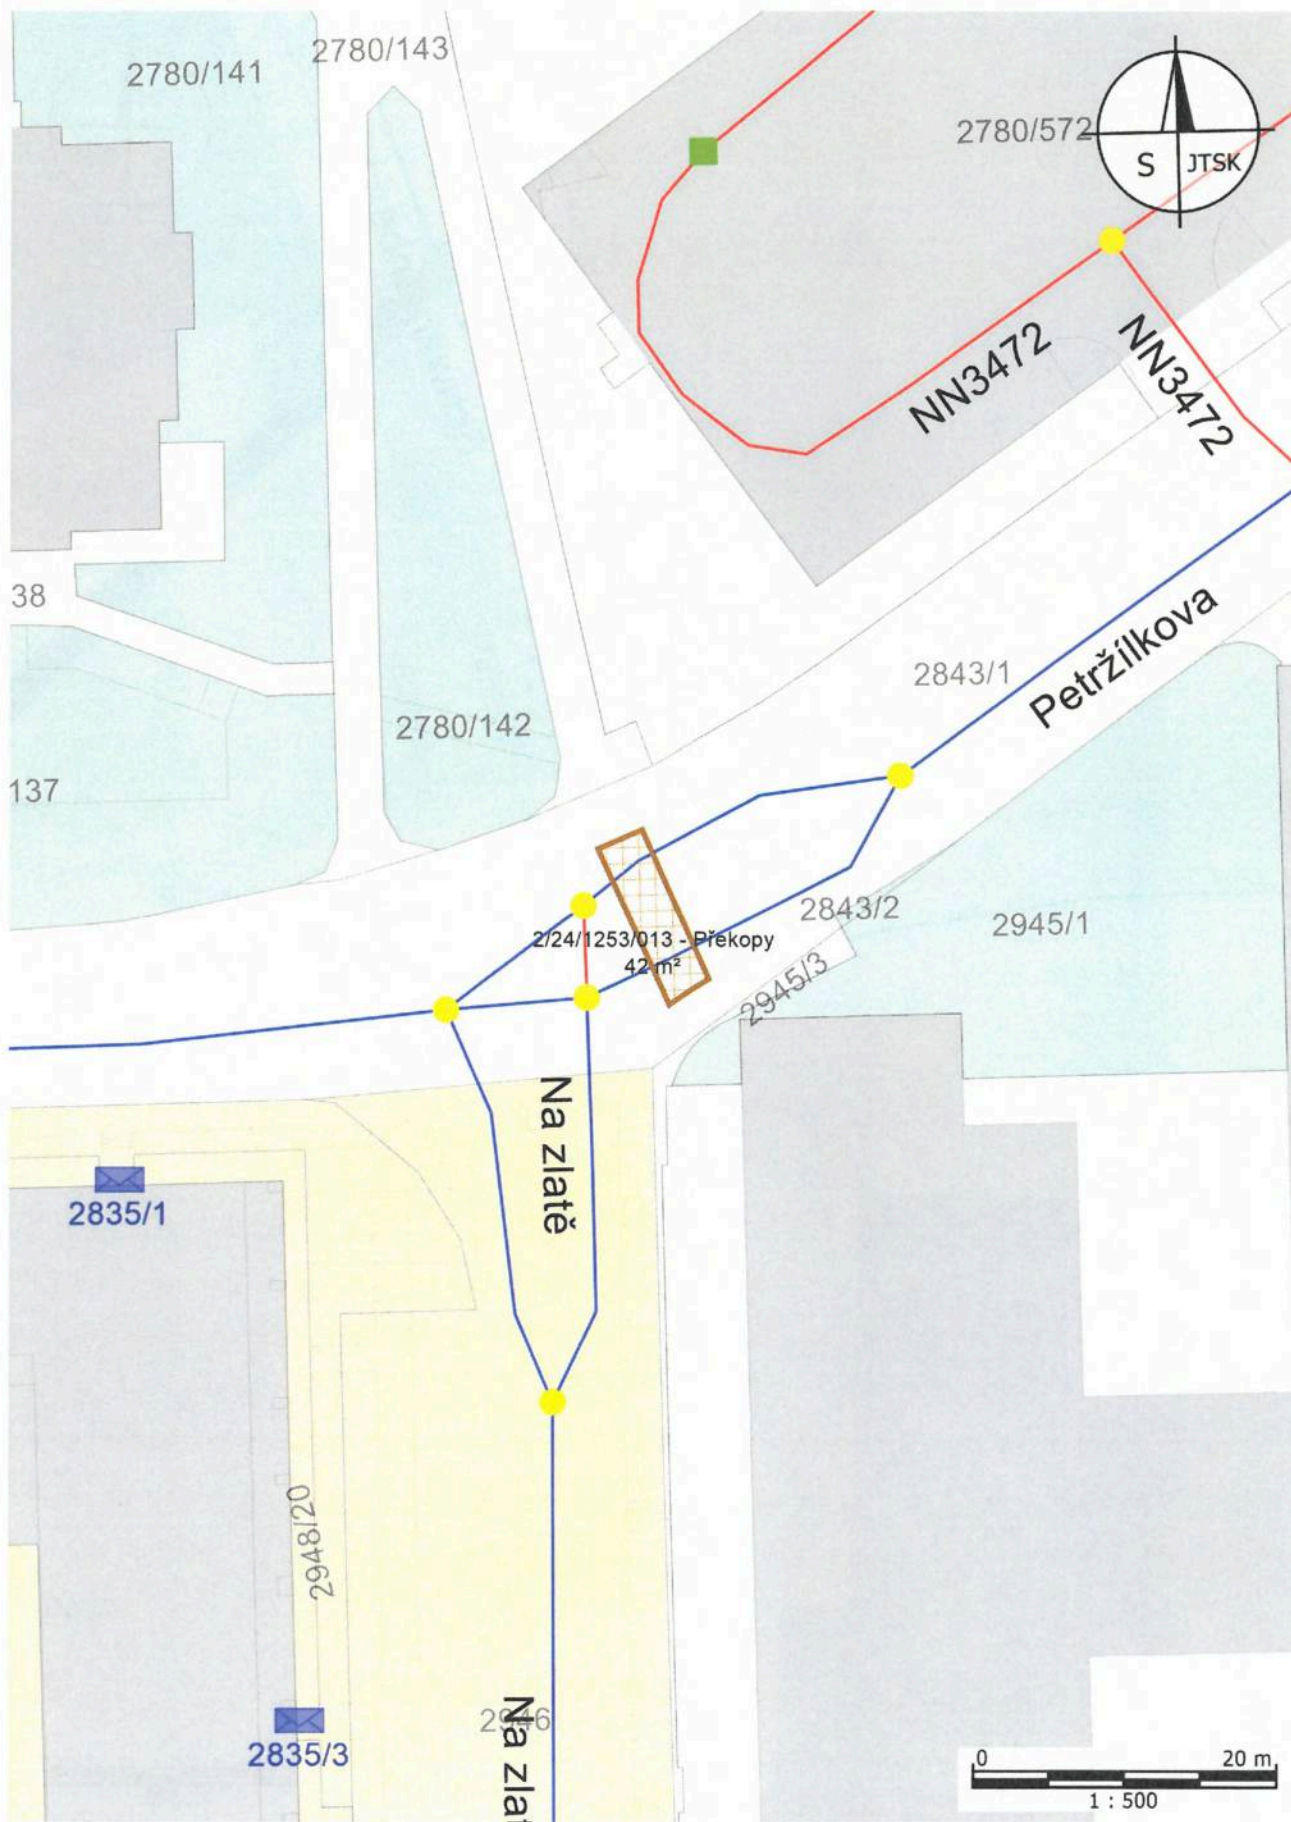 2780/143
2780/141
2780/572
S JTSK
NN3472
NN3472
38
Petržílkova
2843/1
2780/142
137
2843/2
2945/1
2/24/1253/013 - Překopy
42 m²
2945/3
Na zlatě
2835/1
2948/20
2946
Na zlat
2835/3
0 20 m
1 : 500